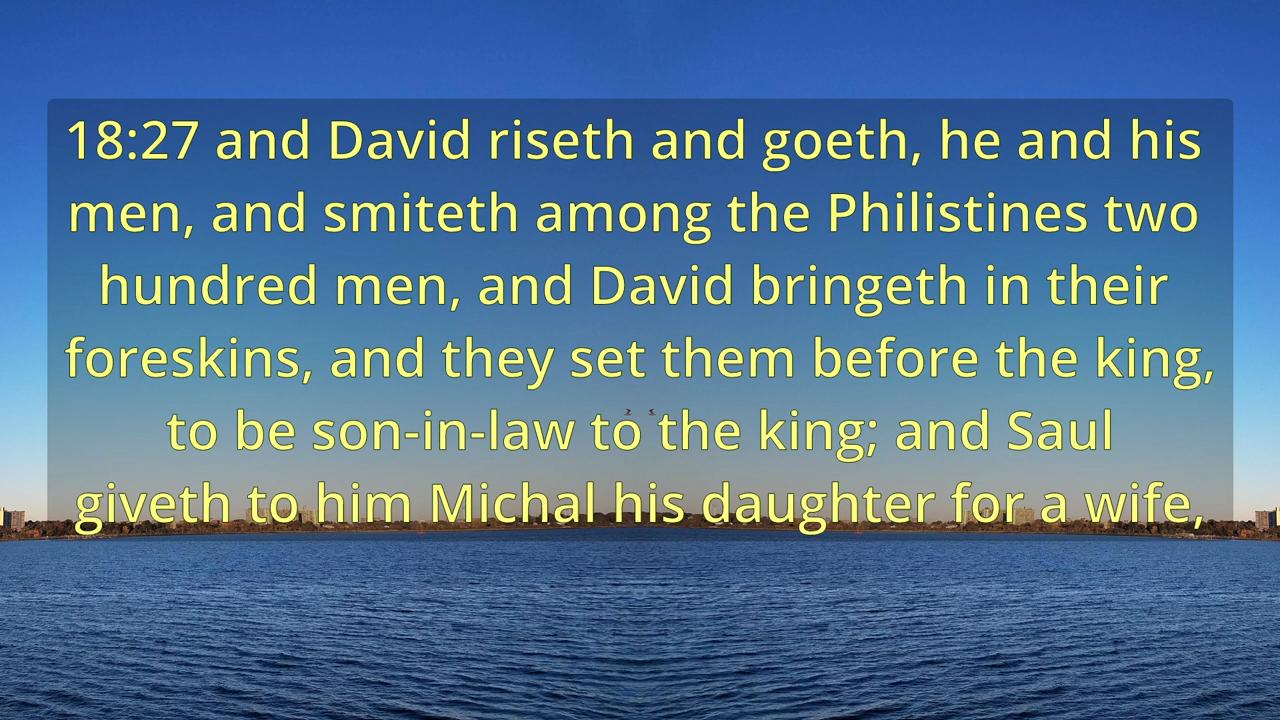 18:27 and David riseth and goeth, he and his
men, and smiteth among the Philistines two
hundred men, and David bringeth in their
foreskins, and they set them before the king,
to be son-in-law to the king; and Saul
giveth to him Michal his daughter for a wife,